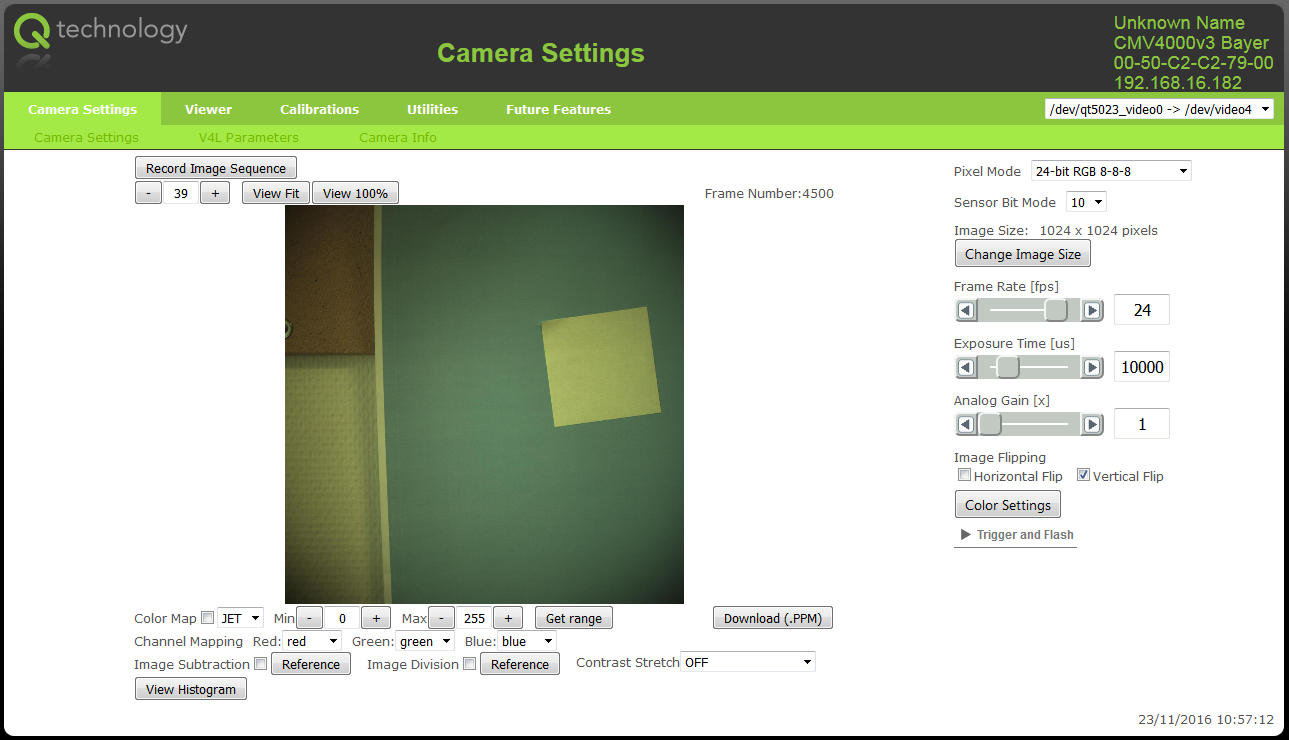 Q technology
Camera Settings
Unknown Name
CMV4000v3 Bayer
00-50-C2-C2-79-00
192.168.16.182
Camera Settings Viewer Calibrations Utilities Future Features /dev/qt5023_video0 -> /dev/video4
Camera Settings V4L Parameters Camera Info
Record Image Sequence
- 39 + View Fit View 100% Frame Number:4500
Pixel Mode 24-bit RGB 8-8-8
Sensor Bit Mode 10
Image Size: 1024 x 1024 pixels
Change Image Size
Frame Rate [fps]
24
Exposure Time [us]
10000
Analog Gain [x]
1
Image Flipping
Horizontal Flip Vertical Flip
Color Settings
Trigger and Flash
Color Map JET Min - 0 + Max - 255 + Get range Download (.PPM)
Channel Mapping Red: red Green: green Blue: blue
Image Subtraction Reference Image Division Reference Contrast Stretch OFF
View Histogram
23/11/2016 10:57:12